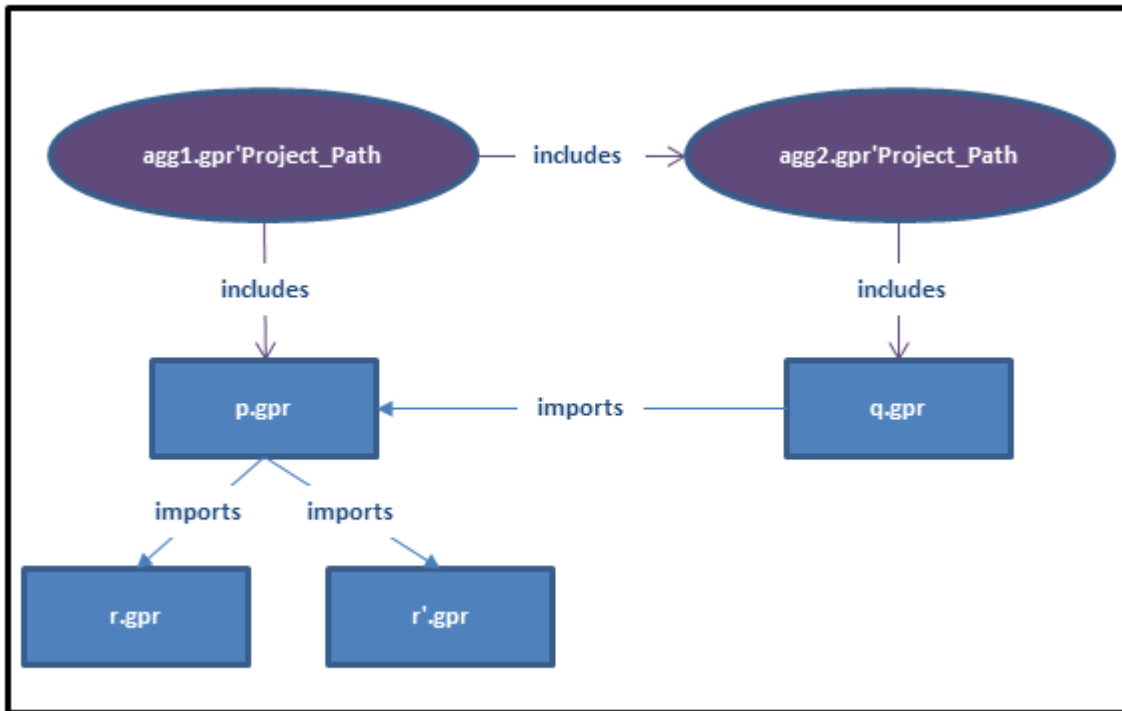 agg1.gpr'Project_Path
includes
agg2.gpr'Project_Path
includes
includes
p.gpr
imports
q.gpr
imports
imports
r.gpr
r'.gpr